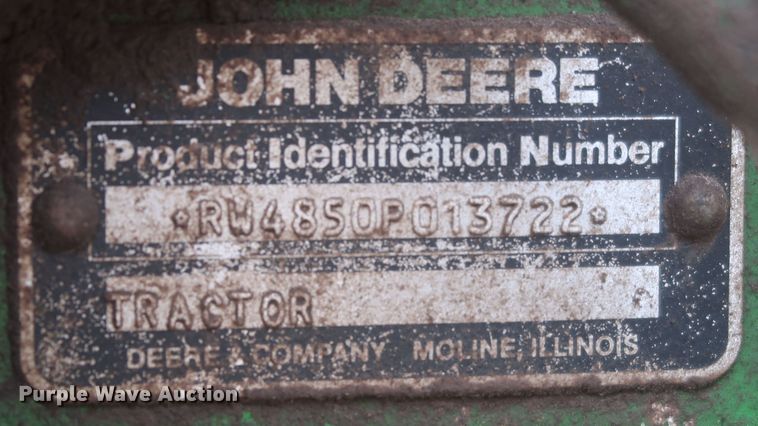 JOHN DEERE
Product Identification Number
*RW4850P013722*
TRACTOR
DEERE & COMPANY MOLINE, ILLINOIS
Purple Wave Auction